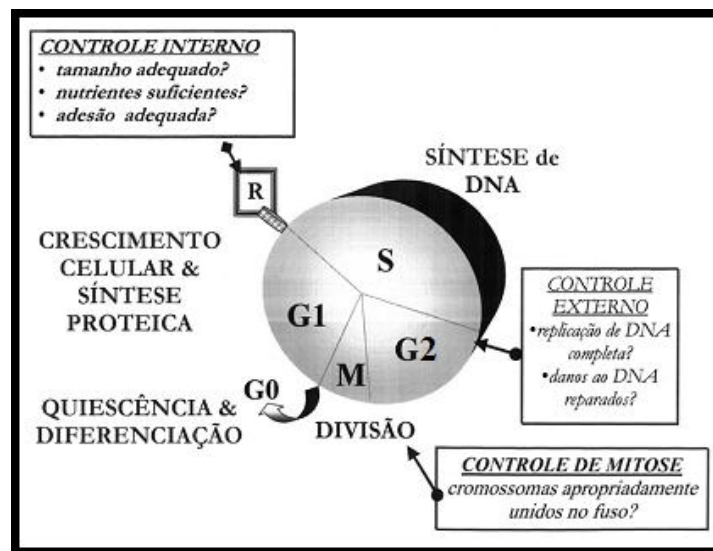 CONTROLE INTERNO
• tamanho adequado?
• nutrientes suficientes?
• adesão adequada?
R
SÍNTESE de
DNA
CRESCIMENTO
CELULAR &
SÍNTESE
PROTEICA
S
G1
G2
M
G0
CONTROLE
EXTERNO
•replicação de DNA
completa?
•danos ao DNA
reparados?
QUIESCÊNCIA &
DIFERENCIAÇÃO
DIVISÃO
CONTROLE DE MITOSE
cromossomas apropriadamente
unidos no fuso?